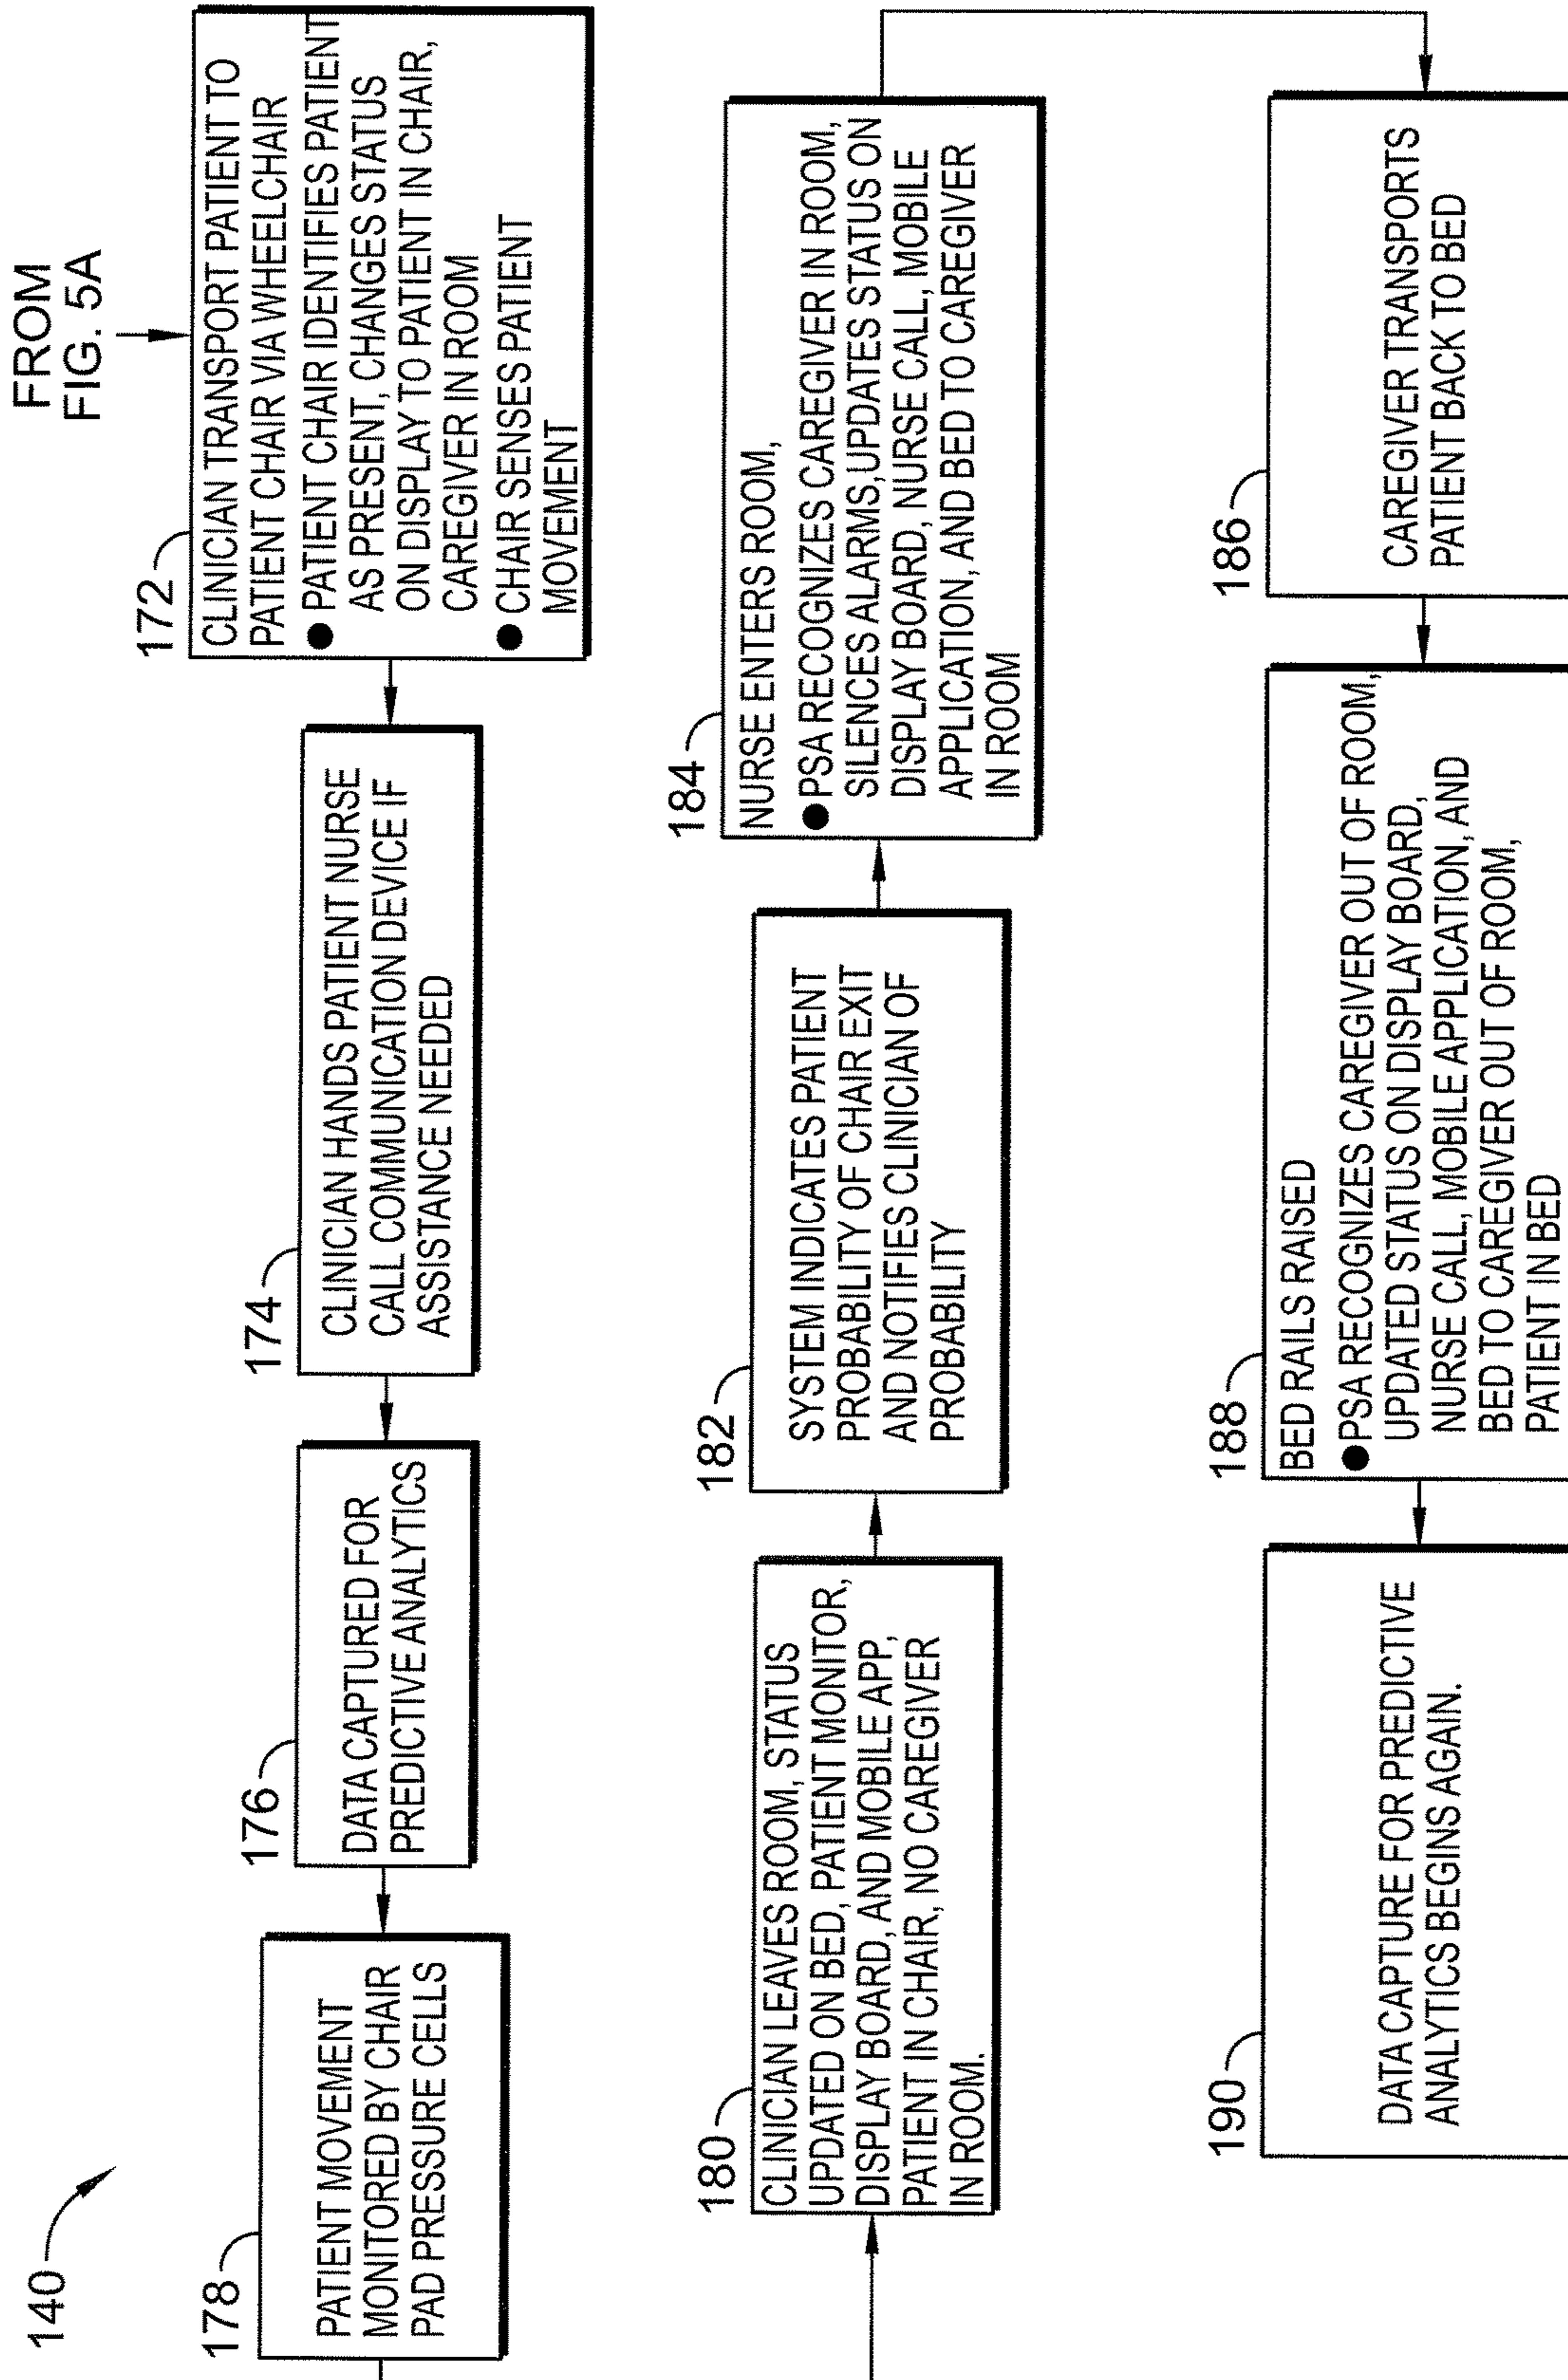 140
FROM
FIG. 5A
172
CLINICIAN TRANSPORT PATIENT TO
PATIENT CHAIR VIA WHEELCHAIR
● PATIENT CHAIR IDENTIFIES PATIENT
AS PRESENT, CHANGES STATUS
ON DISPLAY TO PATIENT IN CHAIR,
CAREGIVER IN ROOM
● CHAIR SENSES PATIENT
MOVEMENT
174
CLINICIAN HANDS PATIENT NURSE
CALL COMMUNICATION DEVICE IF
ASSISTANCE NEEDED
176
DATA CAPTURED FOR
PREDICTIVE ANALYTICS
178
PATIENT MOVEMENT
MONITORED BY CHAIR
PAD PRESSURE CELLS
180
CLINICIAN LEAVES ROOM, STATUS
UPDATED ON BED, PATIENT MONITOR,
DISPLAY BOARD, AND MOBILE APP,
PATIENT IN CHAIR, NO CAREGIVER
IN ROOM.
182
SYSTEM INDICATES PATIENT
PROBABILITY OF CHAIR EXIT
AND NOTIFIES CLINICIAN OF
PROBABILITY
184
NURSE ENTERS ROOM,
● PSA RECOGNIZES CAREGIVER IN ROOM,
SILENCES ALARMS,UPDATES STATUS ON
DISPLAY BOARD, NURSE CALL, MOBILE
APPLICATION, AND BED TO CAREGIVER
IN ROOM
186
CAREGIVER TRANSPORTS
PATIENT BACK TO BED
188
BED RAILS RAISED
● PSA RECOGNIZES CAREGIVER OUT OF ROOM,
UPDATED STATUS ON DISPLAY BOARD,
NURSE CALL, MOBILE APPLICATION, AND
BED TO CAREGIVER OUT OF ROOM,
PATIENT IN BED
190
DATA CAPTURE FOR PREDICTIVE
ANALYTICS BEGINS AGAIN.